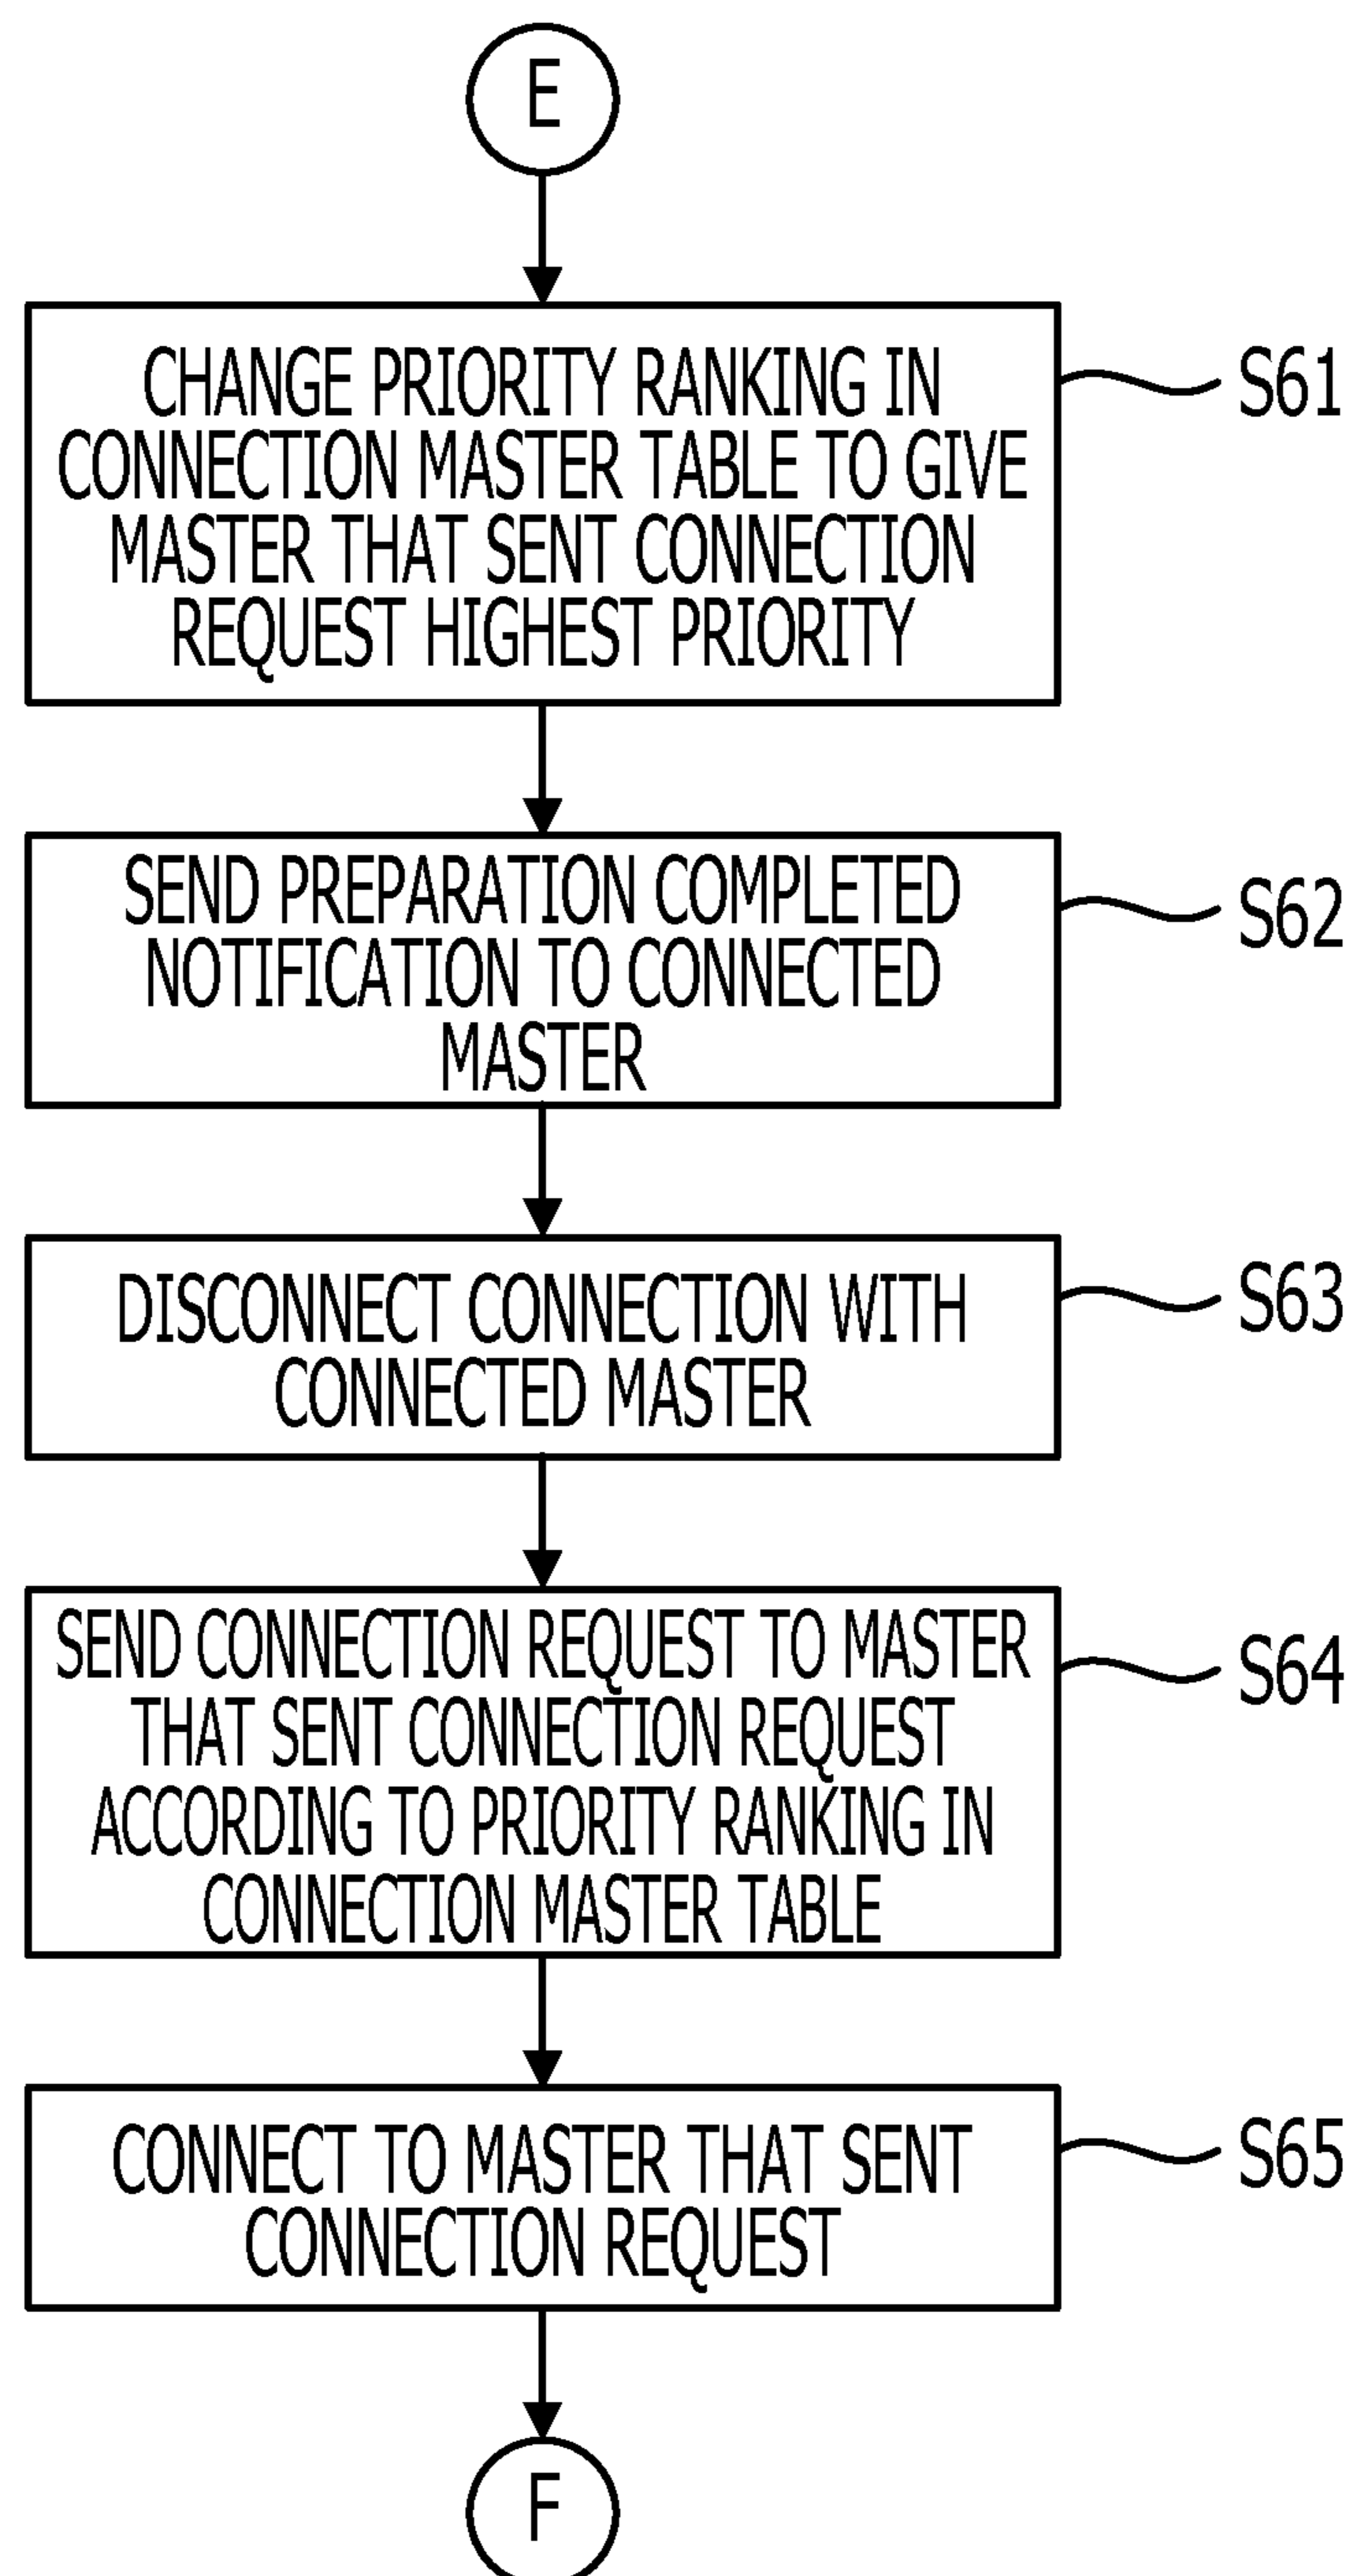 E
CHANGE PRIORITY RANKING IN
CONNECTION MASTER TABLE TO GIVE
MASTER THAT SENT CONNECTION
REQUEST HIGHEST PRIORITY
S61
SEND PREPARATION COMPLETED
NOTIFICATION TO CONNECTED
MASTER
S62
DISCONNECT CONNECTION WITH
CONNECTED MASTER
S63
SEND CONNECTION REQUEST TO MASTER
THAT SENT CONNECTION REQUEST
ACCORDING TO PRIORITY RANKING IN
CONNECTION MASTER TABLE
S64
CONNECT TO MASTER THAT SENT
CONNECTION REQUEST
S65
F